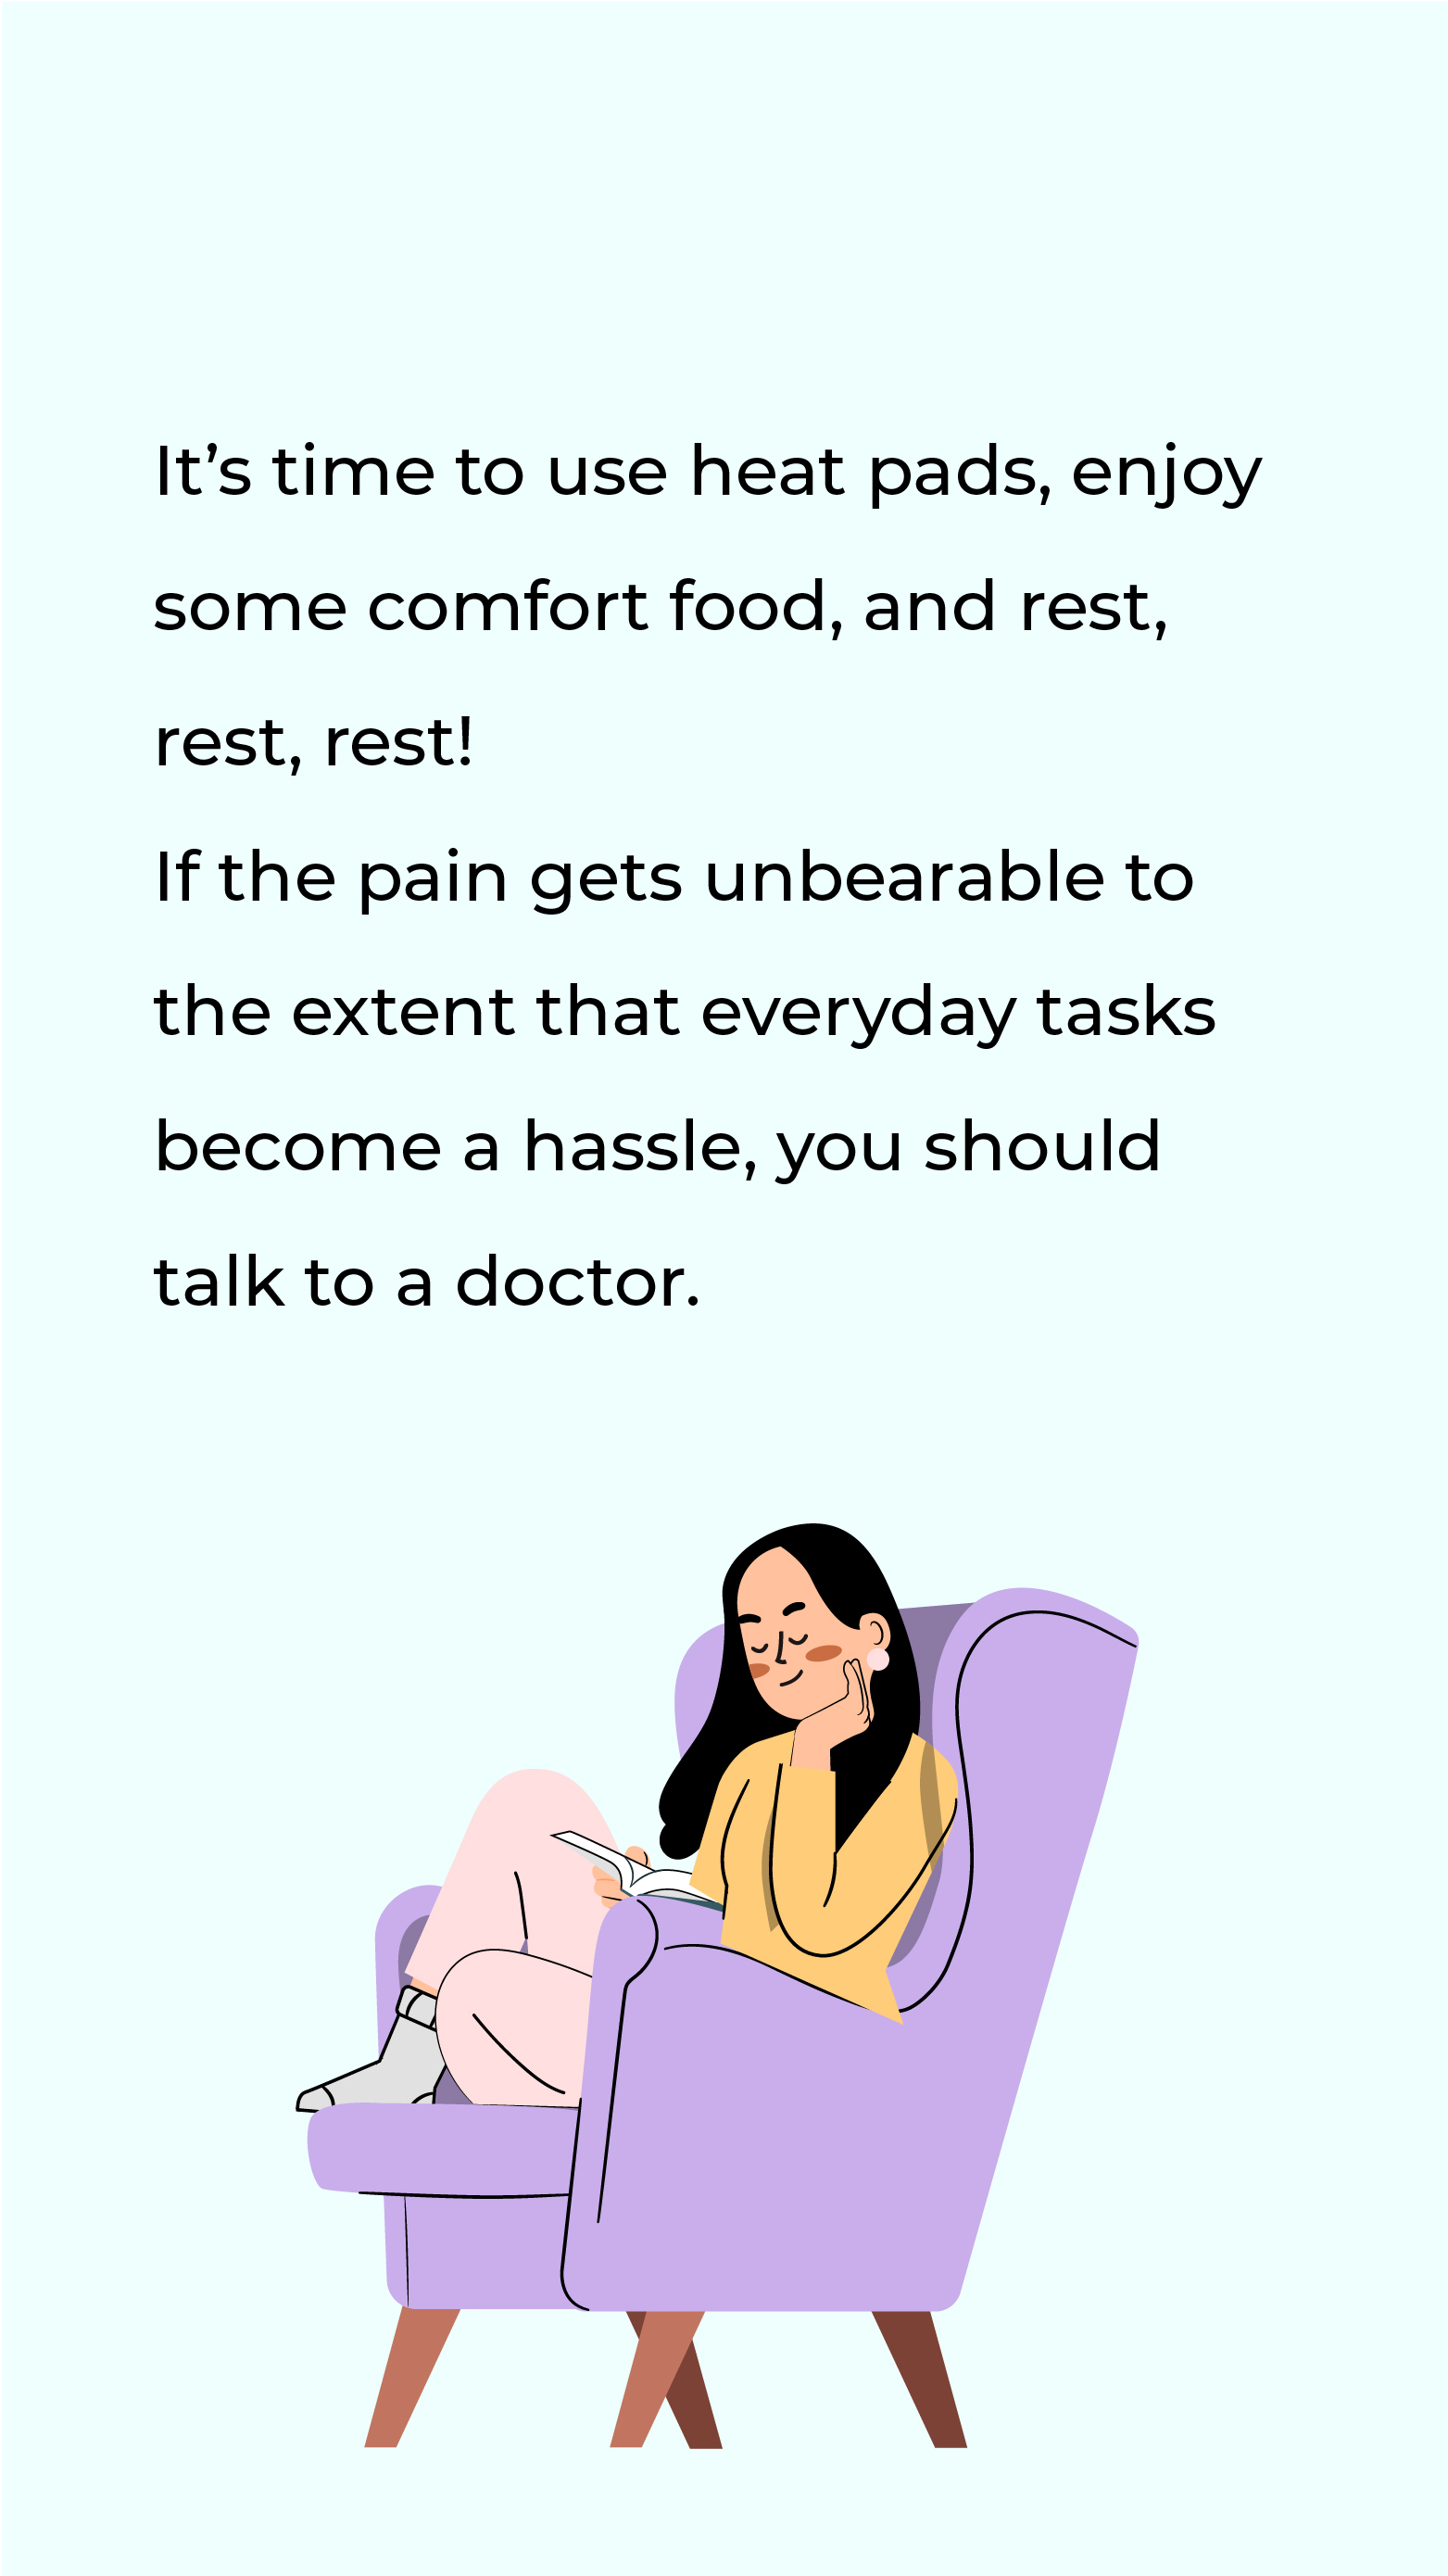 It’s time to use heat pads, enjoy
some comfort food, and rest,
rest, rest!
If the pain gets unbearable to
the extent that everyday tasks
become a hassle, you should
talk to a doctor.